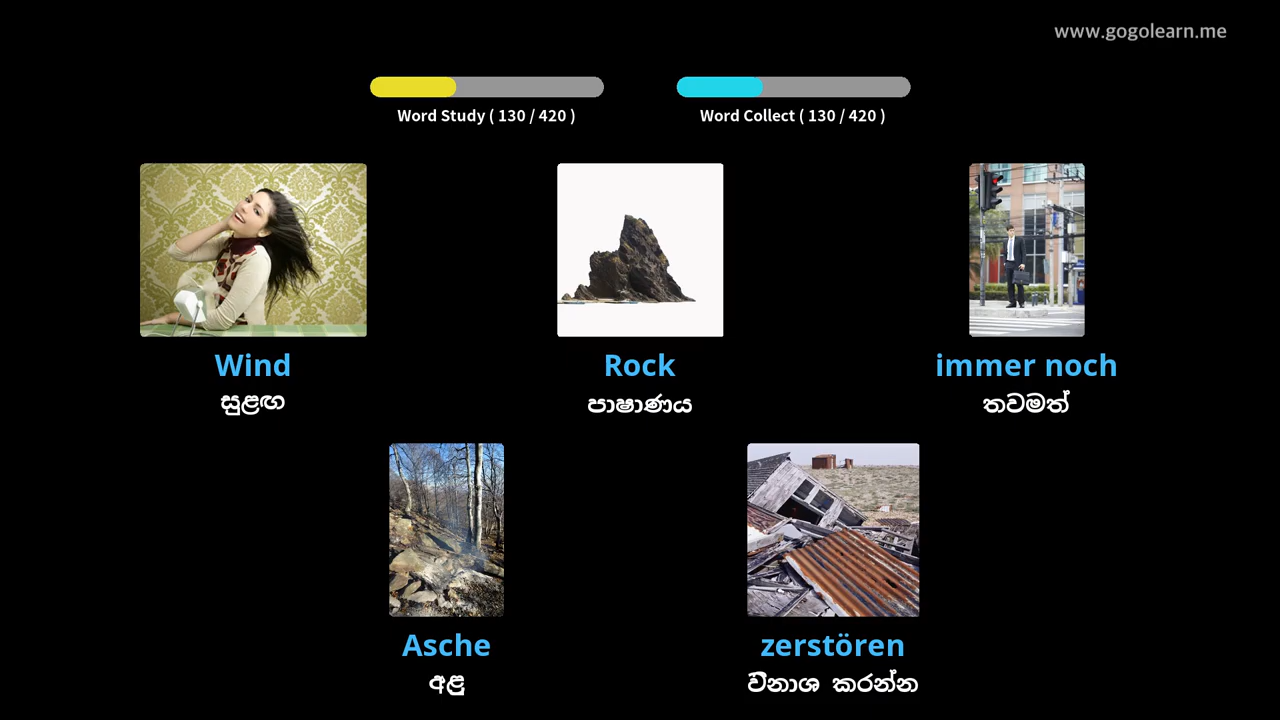 www.gogolearn.me
Word Study ( 130 / 420 )
Word Collect ( 130 / 420 )
Wind
සුළඟ
Rock
පාෂාණය
immer noch
තවමත්
Asche
අළු
zerstören
විනාශ කරන්න